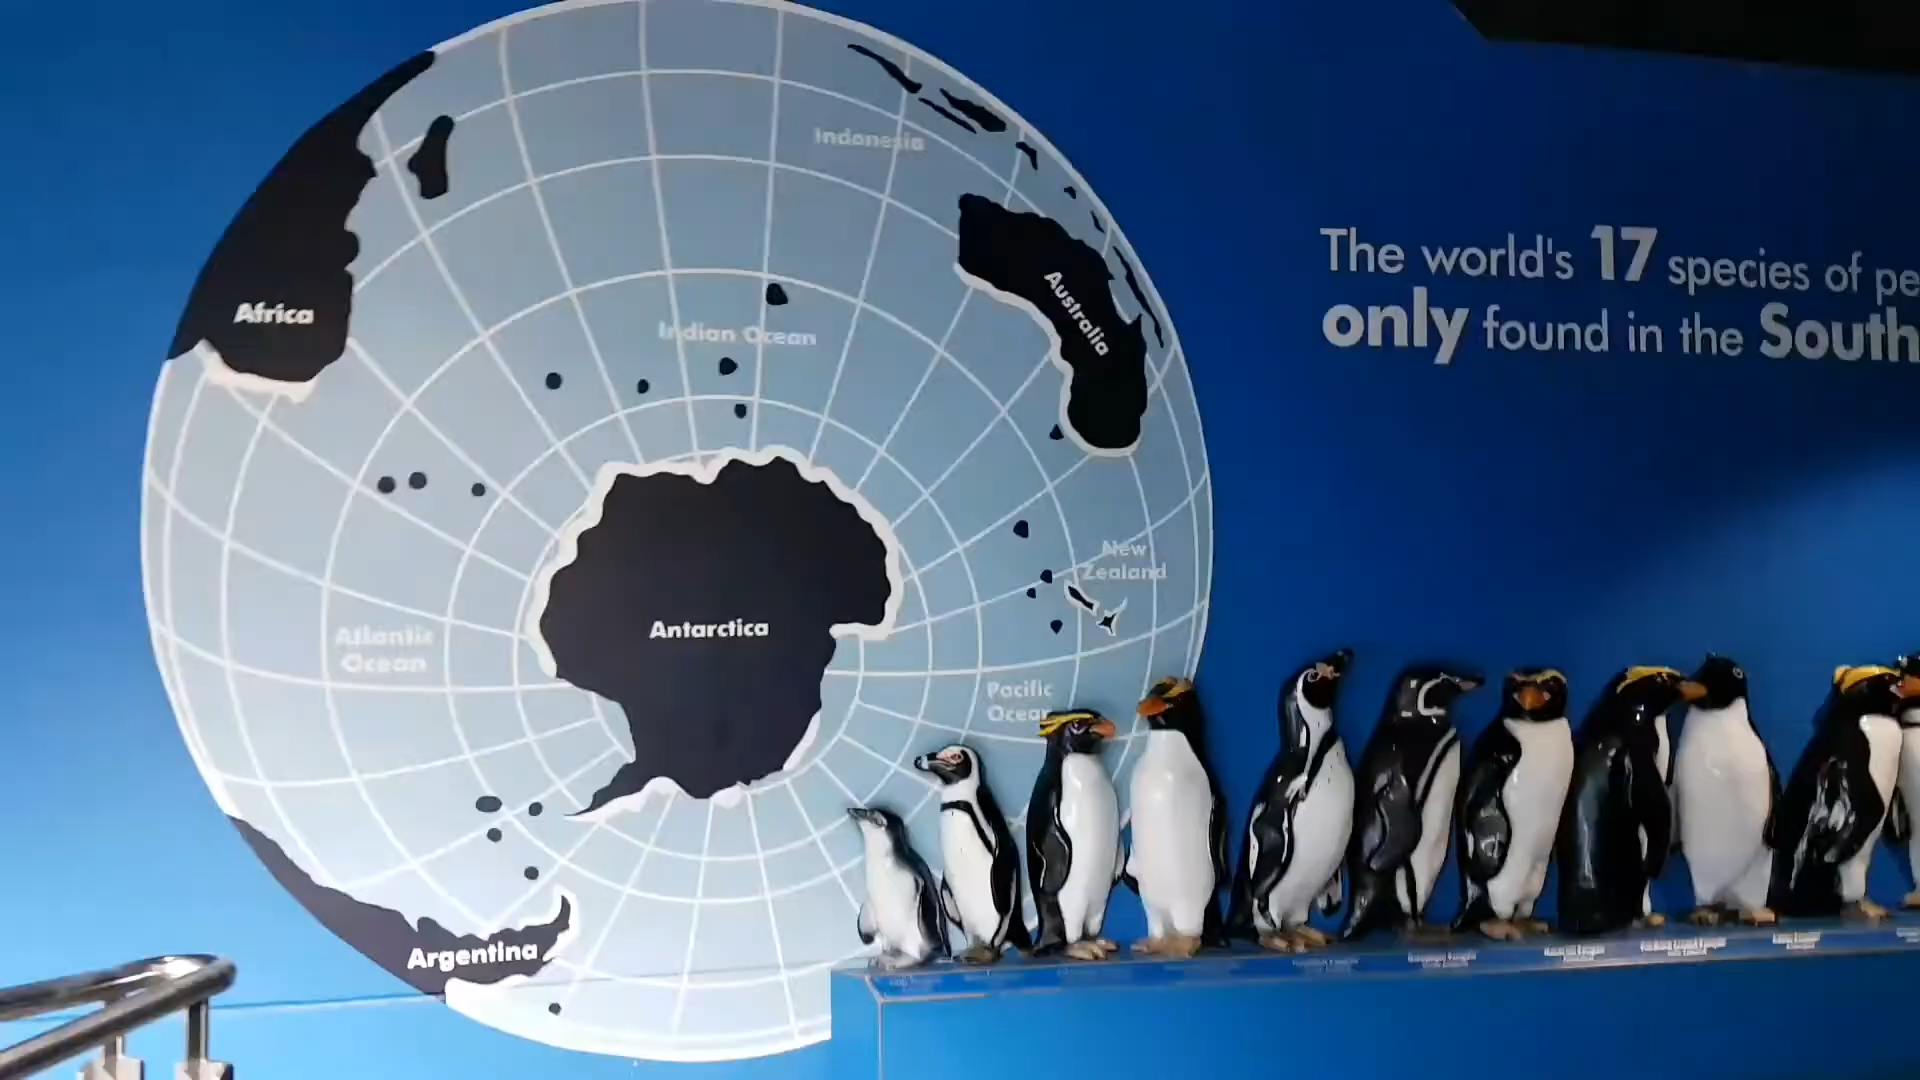 Indonesia
Africa
Australia
Indian Ocean
New
Zealand
Antarctica
Atlantic
Ocean
Pacific
Ocean
Argentina
The world's 17 species of pe
only found in the South